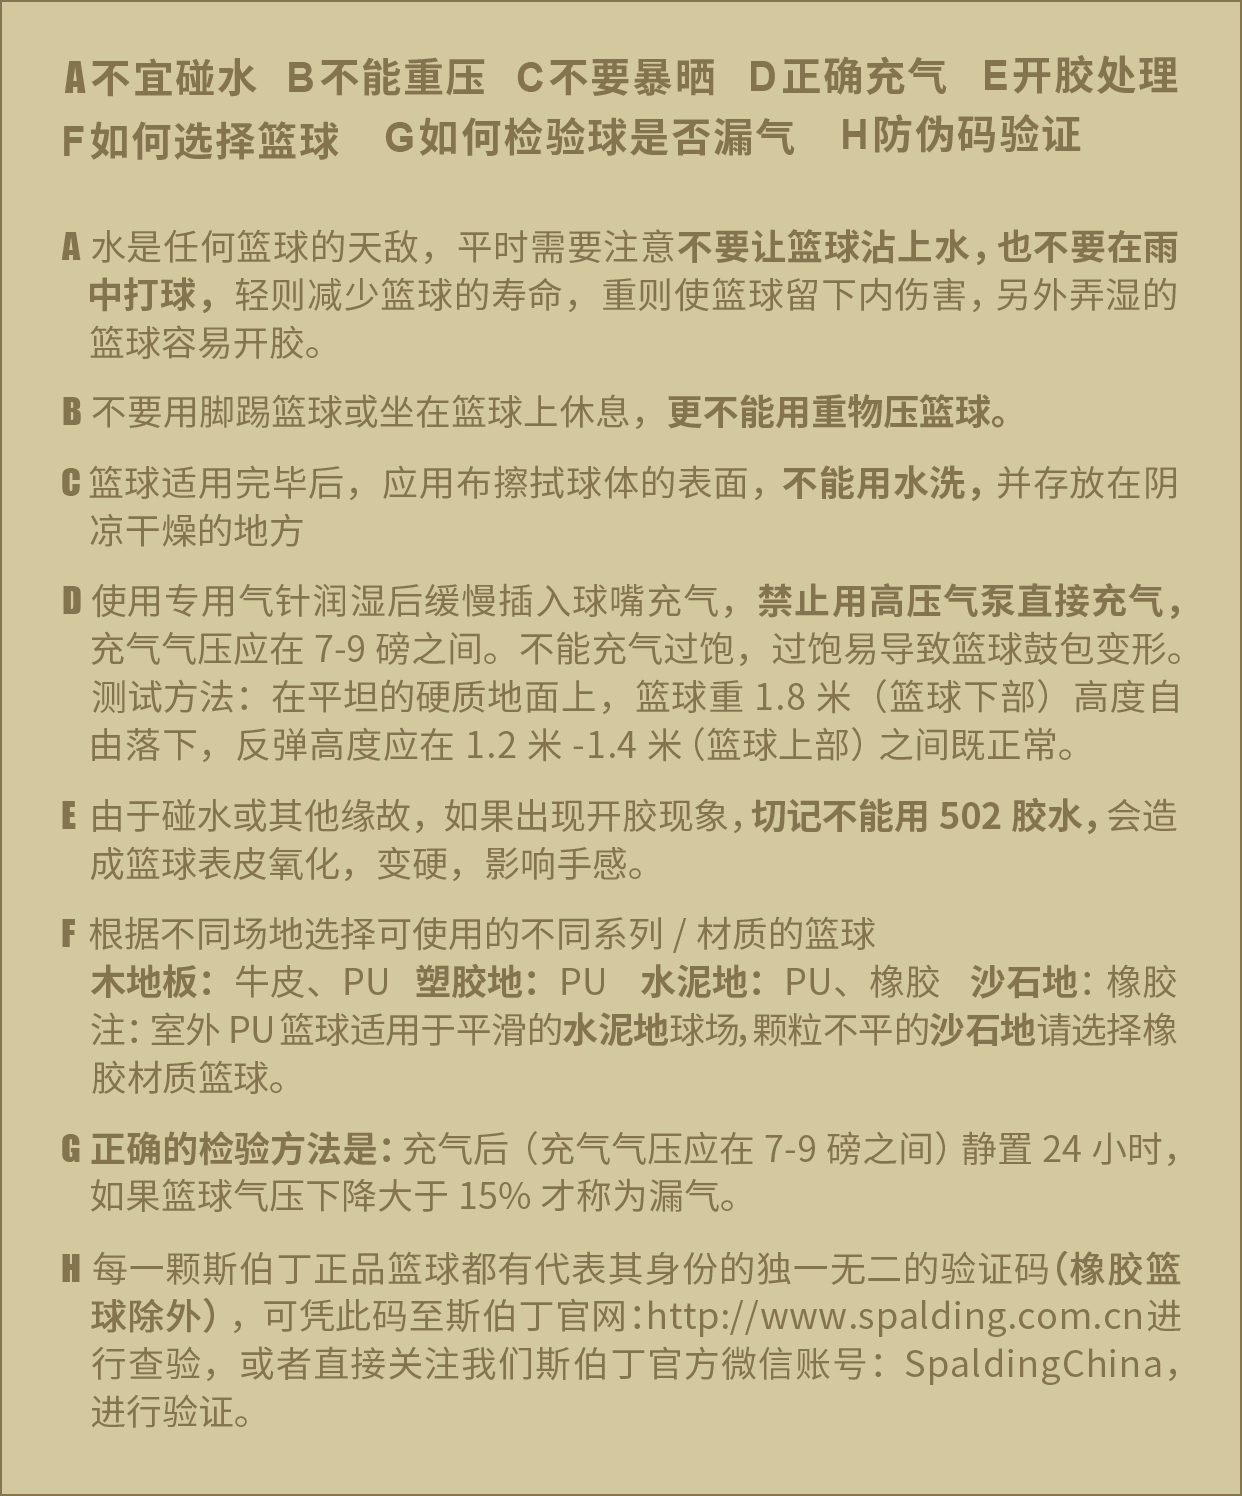 A不宜碰水 B不能重压 C不要暴晒 D正确充气 E开胶处理
F如何选择篮球 G如何检验球是否漏气 H防伪码验证
A 水是任何篮球的天敌，平时需要注意不要让篮球沾上水，也不要在雨
中打球，轻则减少篮球的寿命，重则使篮球留下内伤害，另外弄湿的
篮球容易开胶。
B 不要用脚踢篮球或坐在篮球上休息，更不能用重物压篮球。
C 篮球适用完毕后，应用布擦拭球体的表面，不能用水洗，并存放在阴
凉干燥的地方
D 使用专用气针润湿后缓慢插入球嘴充气，禁止用高压气泵直接充气，
充气气压应在 7-9 磅之间。不能充气过饱，过饱易导致篮球鼓包变形。
测试方法：在平坦的硬质地面上，篮球重 1.8 米（篮球下部）高度自
由落下，反弹高度应在 1.2 米 -1.4 米（篮球上部）之间既正常。
E 由于碰水或其他缘故，如果出现开胶现象，切记不能用 502 胶水，会造
成篮球表皮氧化，变硬，影响手感。
F 根据不同场地选择可使用的不同系列 / 材质的篮球
木地板：牛皮、PU 塑胶地：PU 水泥地：PU、橡胶 沙石地：橡胶
注：室外 PU 篮球适用于平滑的水泥地球场，颗粒不平的沙石地请选择橡
胶材质篮球。
G 正确的检验方法是：充气后（充气气压应在 7-9 磅之间）静置 24 小时，
如果篮球气压下降大于 15% 才称为漏气。
H 每一颗斯伯丁正品篮球都有代表其身份的独一无二的验证码（橡胶篮
球除外），可凭此码至斯伯丁官网：http://www.spalding.com.cn进
行查验，或者直接关注我们斯伯丁官方微信账号：SpaldingChina，
进行验证。